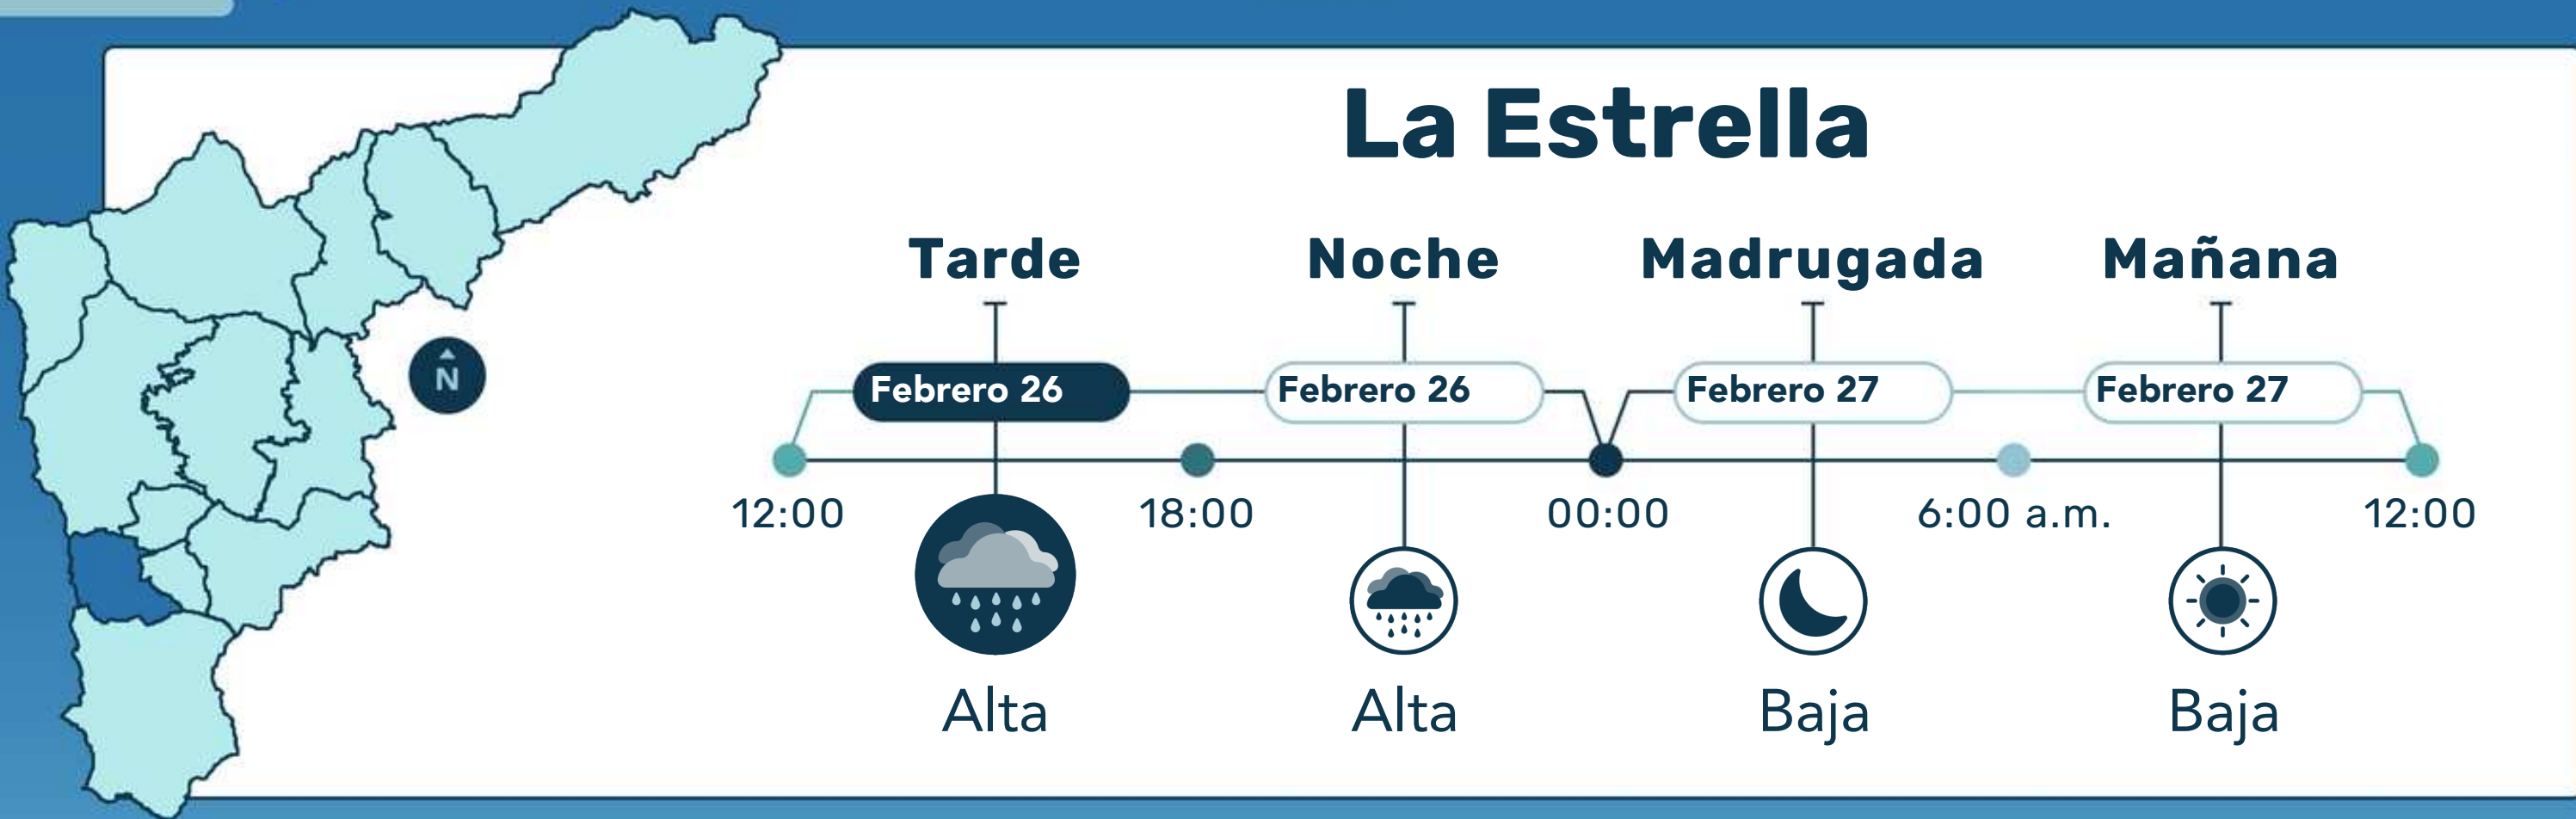 La Estrella
Tarde Noche Madrugada Mañana
N
Febrero 26 Febrero 26 Febrero 27 Febrero 27
12:00 18:00 00:00 6:00 a.m. 12:00
Alta Alta Baja Baja